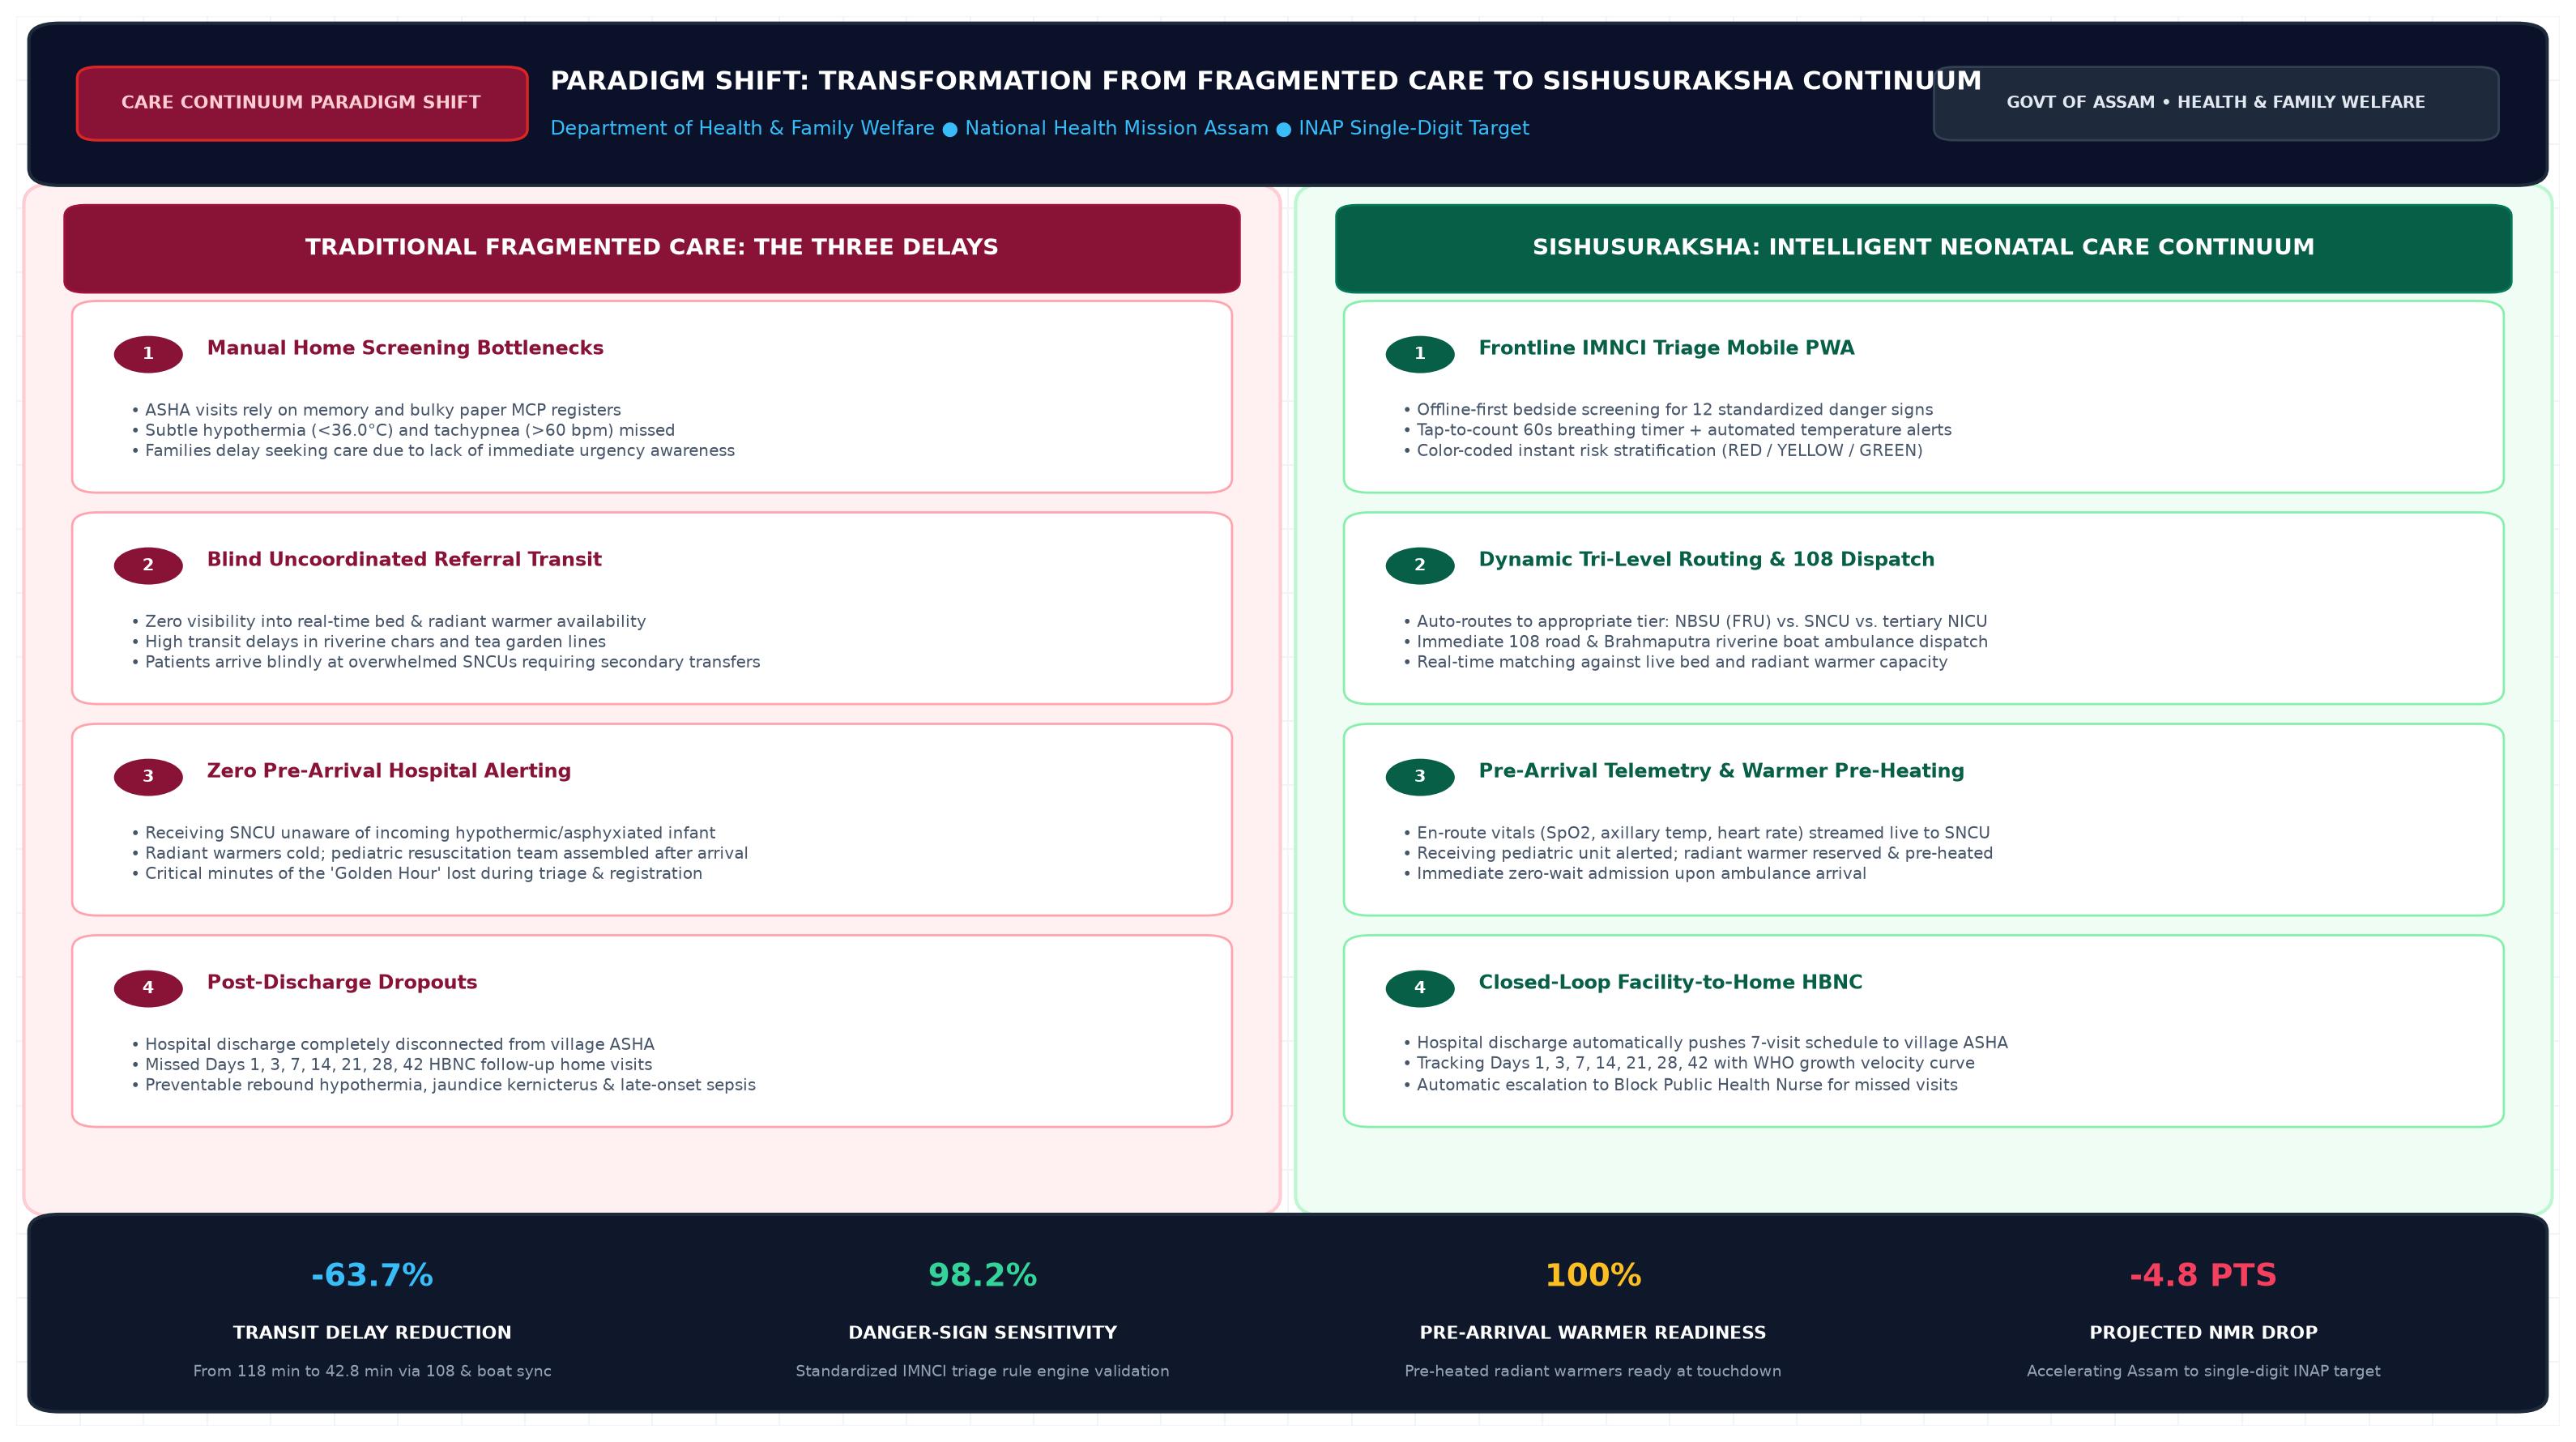 CARE CONTINUUM PARADIGM SHIFT
PARADIGM SHIFT: TRANSFORMATION FROM FRAGMENTED CARE TO SISHUSURAKSHA CONTINUUM
Department of Health & Family Welfare ● National Health Mission Assam ● INAP Single-Digit Target
GOVT OF ASSAM • HEALTH & FAMILY WELFARE
TRADITIONAL FRAGMENTED CARE: THE THREE DELAYS
1 Manual Home Screening Bottlenecks
• ASHA visits rely on memory and bulky paper MCP registers
• Subtle hypothermia (<36.0°C) and tachypnea (>60 bpm) missed
• Families delay seeking care due to lack of immediate urgency awareness
2 Blind Uncoordinated Referral Transit
• Zero visibility into real-time bed & radiant warmer availability
• High transit delays in riverine chars and tea garden lines
• Patients arrive blindly at overwhelmed SNCUs requiring secondary transfers
3 Zero Pre-Arrival Hospital Alerting
• Receiving SNCU unaware of incoming hypothermic/asphyxiated infant
• Radiant warmers cold; pediatric resuscitation team assembled after arrival
• Critical minutes of the 'Golden Hour' lost during triage & registration
4 Post-Discharge Dropouts
• Hospital discharge completely disconnected from village ASHA
• Missed Days 1, 3, 7, 14, 21, 28, 42 HBNC follow-up home visits
• Preventable rebound hypothermia, jaundice kernicterus & late-onset sepsis
SISHUSURAKSHA: INTELLIGENT NEONATAL CARE CONTINUUM
1 Frontline IMNCI Triage Mobile PWA
• Offline-first bedside screening for 12 standardized danger signs
• Tap-to-count 60s breathing timer + automated temperature alerts
• Color-coded instant risk stratification (RED / YELLOW / GREEN)
2 Dynamic Tri-Level Routing & 108 Dispatch
• Auto-routes to appropriate tier: NBSU (FRU) vs. SNCU vs. tertiary NICU
• Immediate 108 road & Brahmaputra riverine boat ambulance dispatch
• Real-time matching against live bed and radiant warmer capacity
3 Pre-Arrival Telemetry & Warmer Pre-Heating
• En-route vitals (SpO2, axillary temp, heart rate) streamed live to SNCU
• Receiving pediatric unit alerted; radiant warmer reserved & pre-heated
• Immediate zero-wait admission upon ambulance arrival
4 Closed-Loop Facility-to-Home HBNC
• Hospital discharge automatically pushes 7-visit schedule to village ASHA
• Tracking Days 1, 3, 7, 14, 21, 28, 42 with WHO growth velocity curve
• Automatic escalation to Block Public Health Nurse for missed visits
-63.7%
TRANSIT DELAY REDUCTION
From 118 min to 42.8 min via 108 & boat sync
98.2%
DANGER-SIGN SENSITIVITY
Standardized IMNCI triage rule engine validation
100%
PRE-ARRIVAL WARMER READINESS
Pre-heated radiant warmers ready at touchdown
-4.8 PTS
PROJECTED NMR DROP
Accelerating Assam to single-digit INAP target